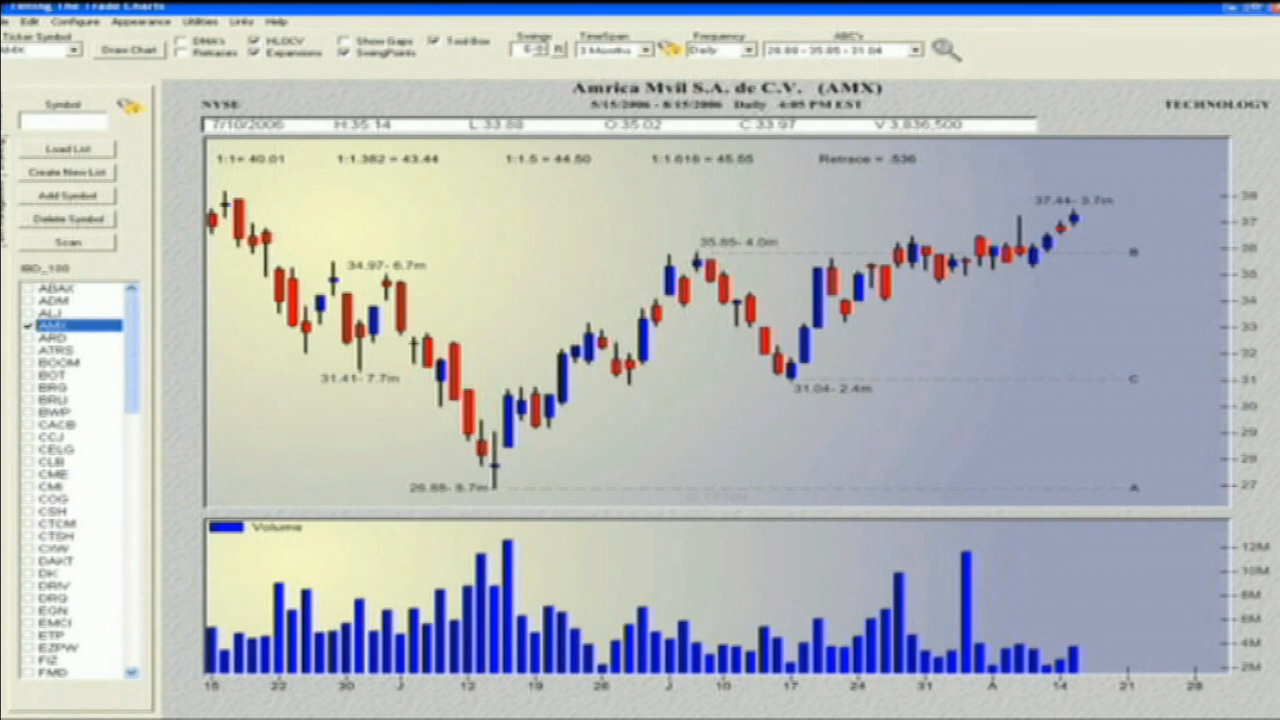 Timing The Trade Charts
Edit Configure Appearance Utilities Links Help
Ticker Symbol
AMX
Draw Chart
DMA's
Retraces
HLOCV
Expansions
Show Gaps
SwingPoints
Tool Box
Swings
6
R
TimeSpan
3 Months
Frequency
Daily
ABC's
26.88 - 35.85 - 31.04
Symbol
Load List
Create New List
Add Symbol
Delete Symbol
Scan
IBD_100
ABAX
ADM
ALJ
AMX
ARD
ATRS
BOOM
BOT
BRG
BRLI
BWP
CACB
CCJ
CELG
CLB
CME
CMI
COG
CSH
CTCM
CTSH
CXW
DAKT
DK
DRIV
DRQ
EGN
EMCI
ETP
EZPW
FIZ
FMD
Amrica Mvil S.A. de C.V. (AMX)
NYSE
5/15/2006 - 8/15/2006 Daily 4:05 PM EST
TECHNOLOGY
7/10/2006 H:35.14 L:33.88 O:35.02 C:33.97 V:3,836,500
1:1= 40.01 1:1.382 = 43.44 1:1.5 = 44.50 1:1.618 = 45.55 Retrace = .536
37.44- 3.7m
35.85- 4.0m
34.97- 6.7m
31.41- 7.7m
31.04- 2.4m
26.88- 8.7m
B
C
A
38
37
36
35
34
33
32
31
30
29
28
27
Volume
12M
10M
8M
6M
4M
2M
15 22 30 J 12 19 26 J 10 17 24 31 A 14 21 28